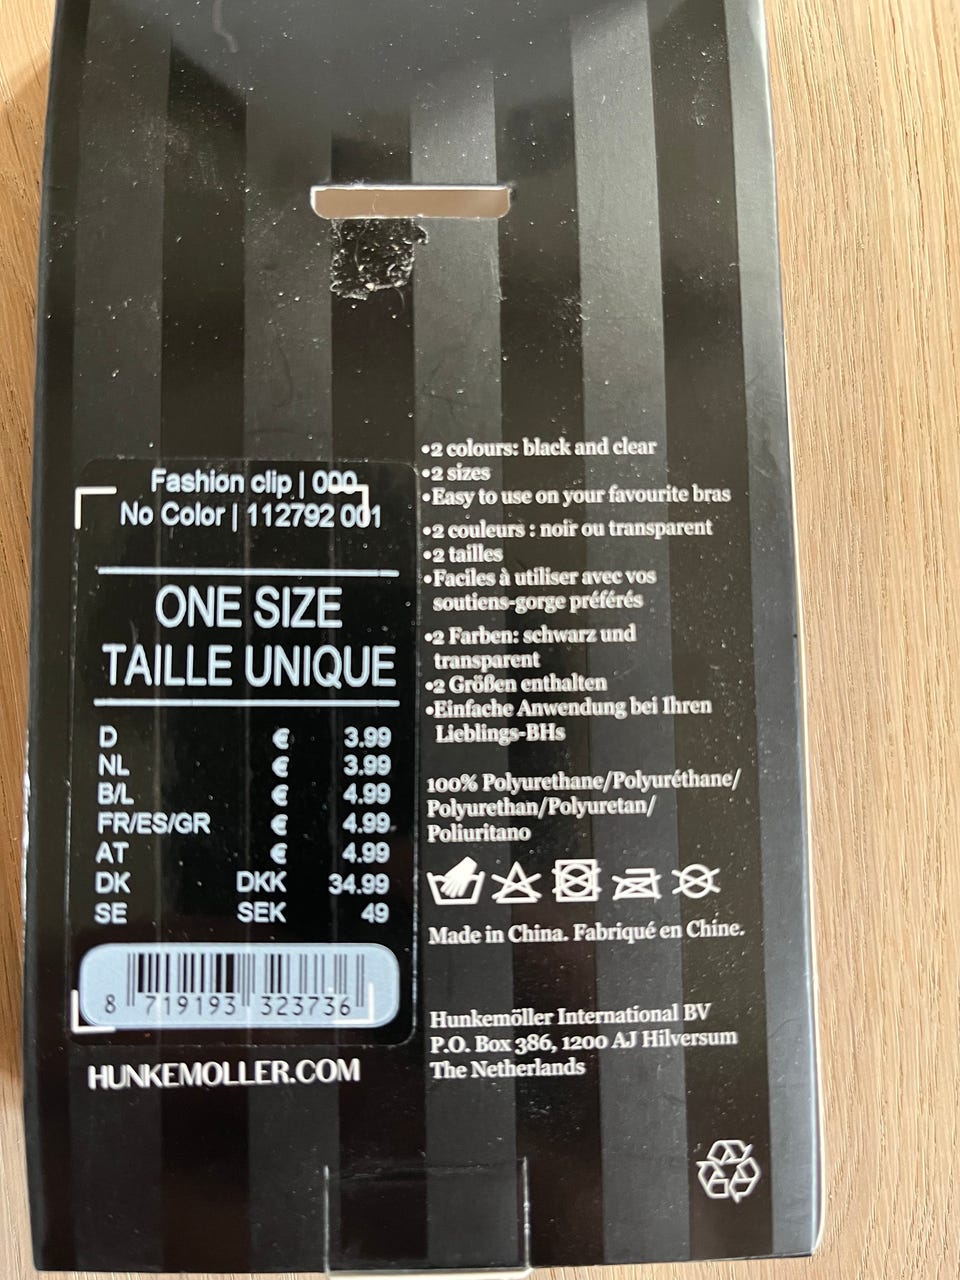 Fashion clip | 000
No Color | 112792 001
ONE SIZE
TAILLE UNIQUE
D € 3.99
NL € 3.99
B/L € 4.99
FR/ES/GR € 4.99
AT € 4.99
DK DKK 34.99
SE SEK 49
8 719193 323736
HUNKEMOLLER.COM
•2 colours: black and clear
•2 sizes
•Easy to use on your favourite bras
•2 couleurs : noir ou transparent
•2 tailles
•Faciles à utiliser avec vos
soutiens-gorge préférés
•2 Farben: schwarz und
transparent
•2 Größen enthalten
•Einfache Anwendung bei Ihren
Lieblings-BHs
100% Polyurethane/Polyuréthane/
Polyurethan/Polyuretan/
Poliuritano
Made in China. Fabriqué en Chine.
Hunkemöller International BV
P.O. Box 386, 1200 AJ Hilversum
The Netherlands